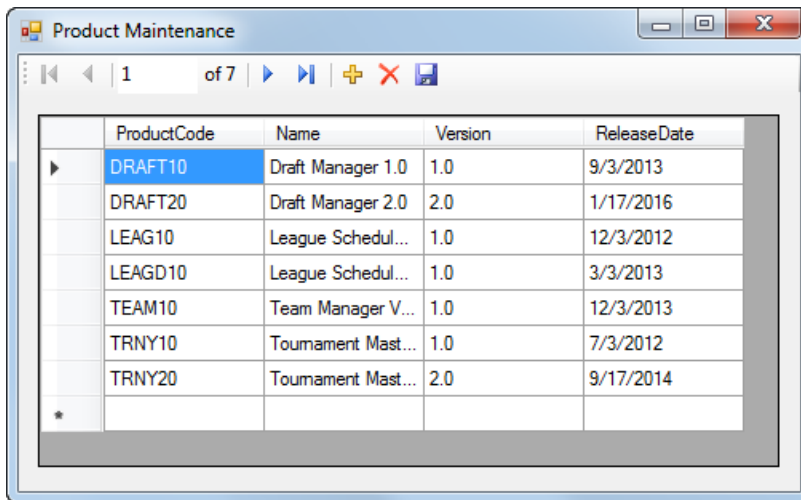 Product Maintenance
1 of 7
ProductCode Name Version ReleaseDate
DRAFT10 Draft Manager 1.0 1.0 9/3/2013
DRAFT20 Draft Manager 2.0 2.0 1/17/2016
LEAG10 League Schedul... 1.0 12/3/2012
LEAGD10 League Schedul... 1.0 3/3/2013
TEAM10 Team Manager V... 1.0 12/3/2013
TRNY10 Tournament Mast... 1.0 7/3/2012
TRNY20 Tournament Mast... 2.0 9/17/2014
*